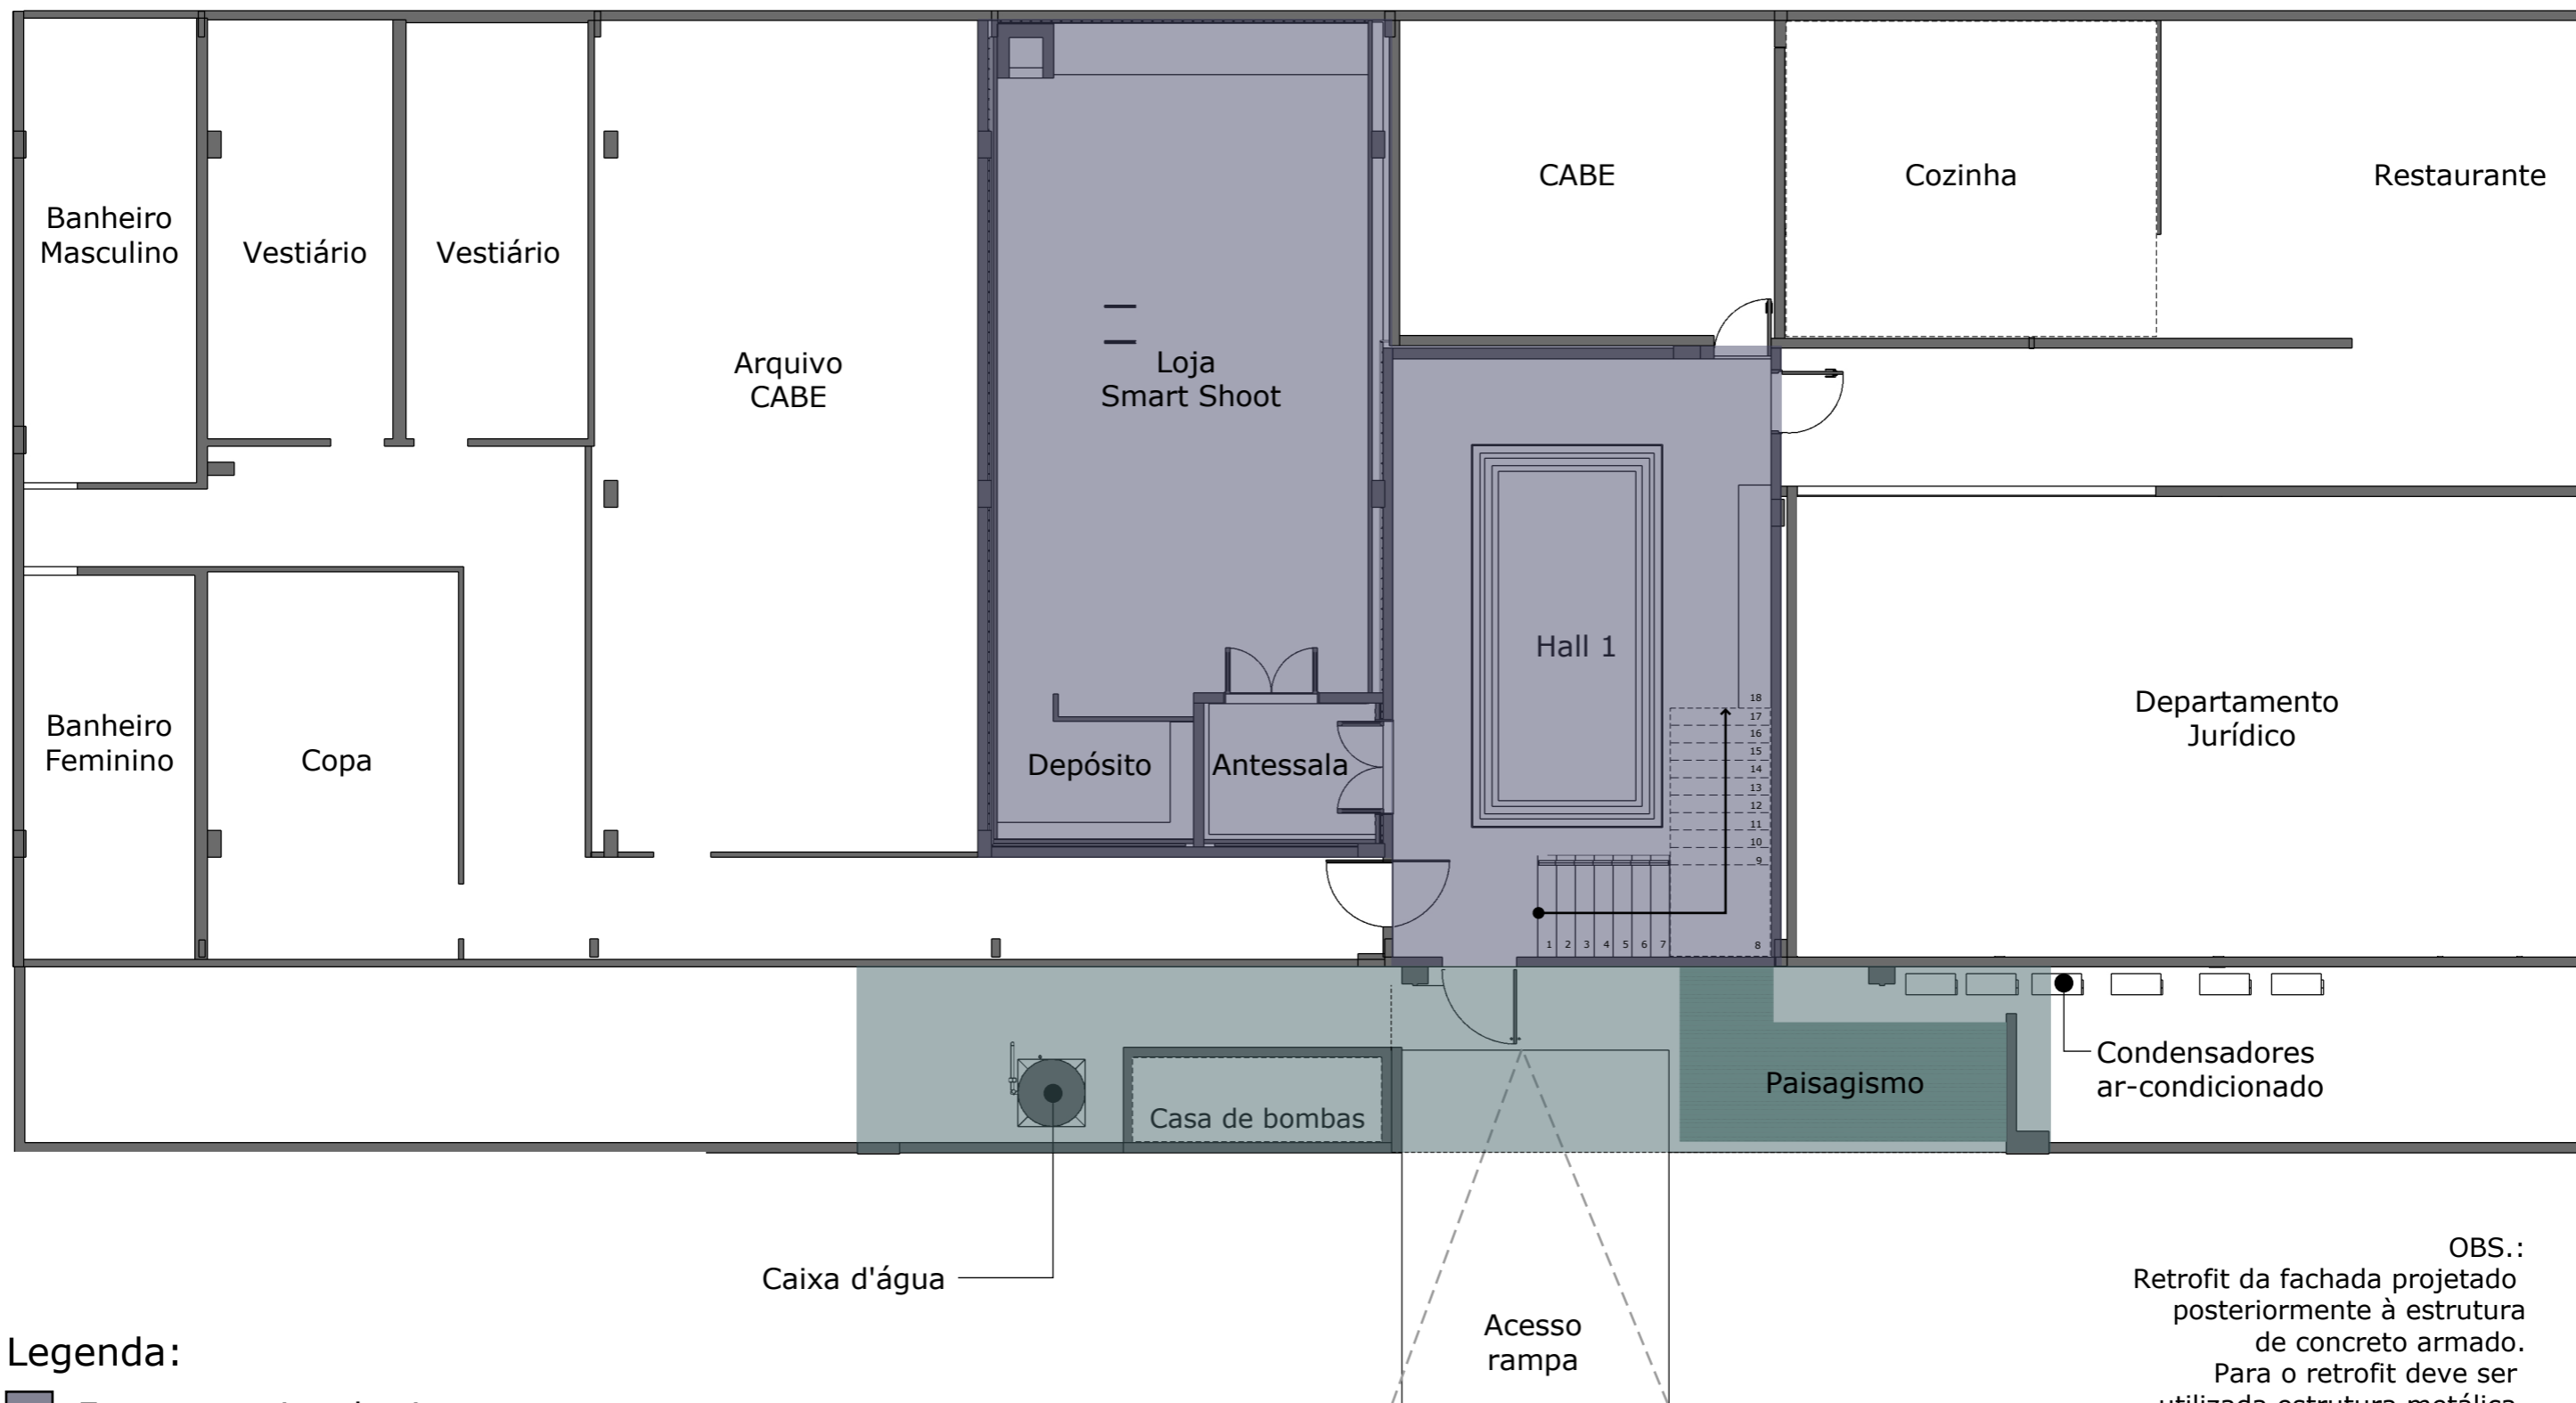 Banheiro
Masculino
Vestiário
Vestiário
Arquivo
CABE
Loja
Smart Shoot
CABE
Cozinha
Restaurante
Hall 1
Banheiro
Feminino
Copa
Depósito
Antessala
Departamento
Jurídico
18
17
16
15
14
13
12
11
10
9
1 2 3 4 5 6 7 8
Condensadores
ar-condicionado
Paisagismo
Casa de bombas
Caixa d'água
Acesso
rampa
OBS.:
Retrofit da fachada projetado
posteriormente à estrutura
de concreto armado.
Para o retrofit deve ser
utilizada estrutura metálica
Legenda: